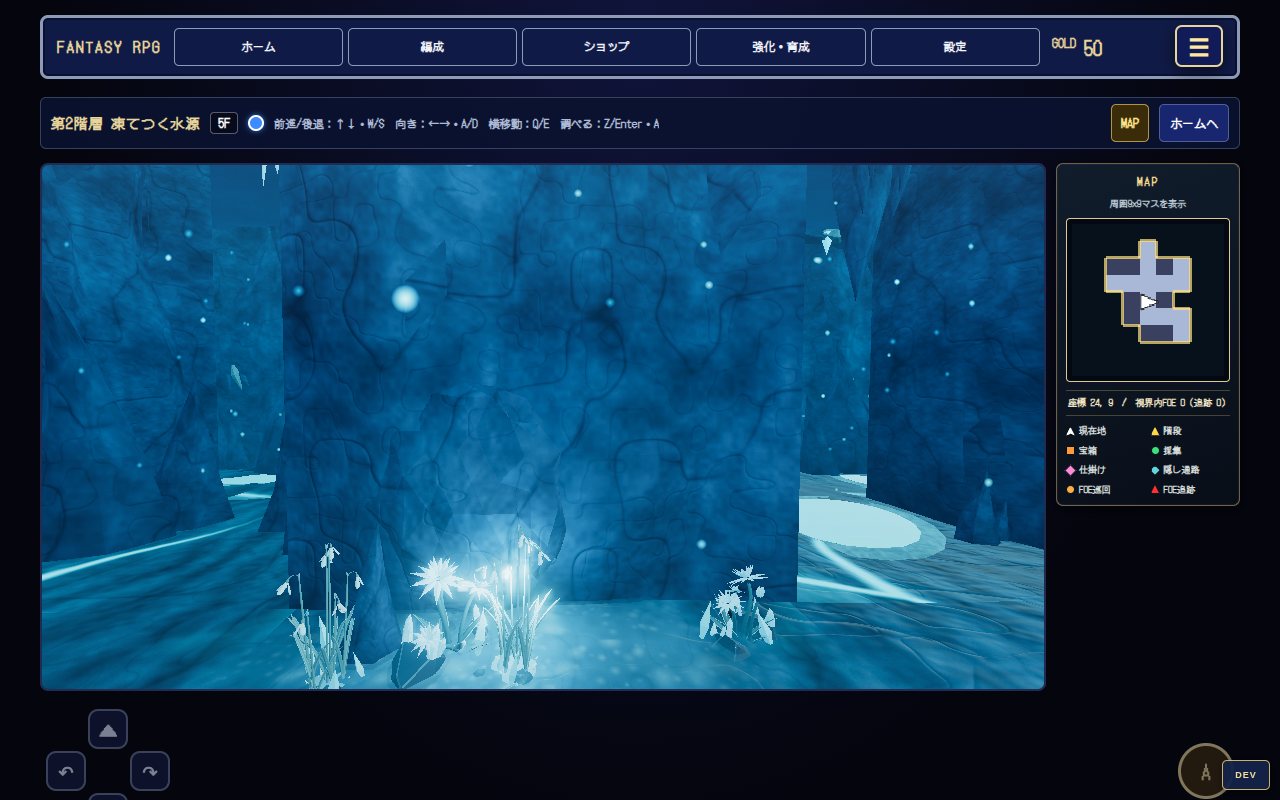 FANTASY RPG
ホーム
編成
ショップ
強化・育成
設定
GOLD 50
第2階層 凍てつく水源
5F
前進/後退：↑↓・W/S 向き：←→・A/D 横移動：Q/E 調べる：Z/Enter・A
MAP
ホームへ
MAP
周囲9x9マスを表示
座標 24, 9 / 視界内FOE 0 (追跡 0)
現在地
階段
宝箱
採集
仕掛け
隠し通路
FOE巡回
FOE追跡
A
DEV